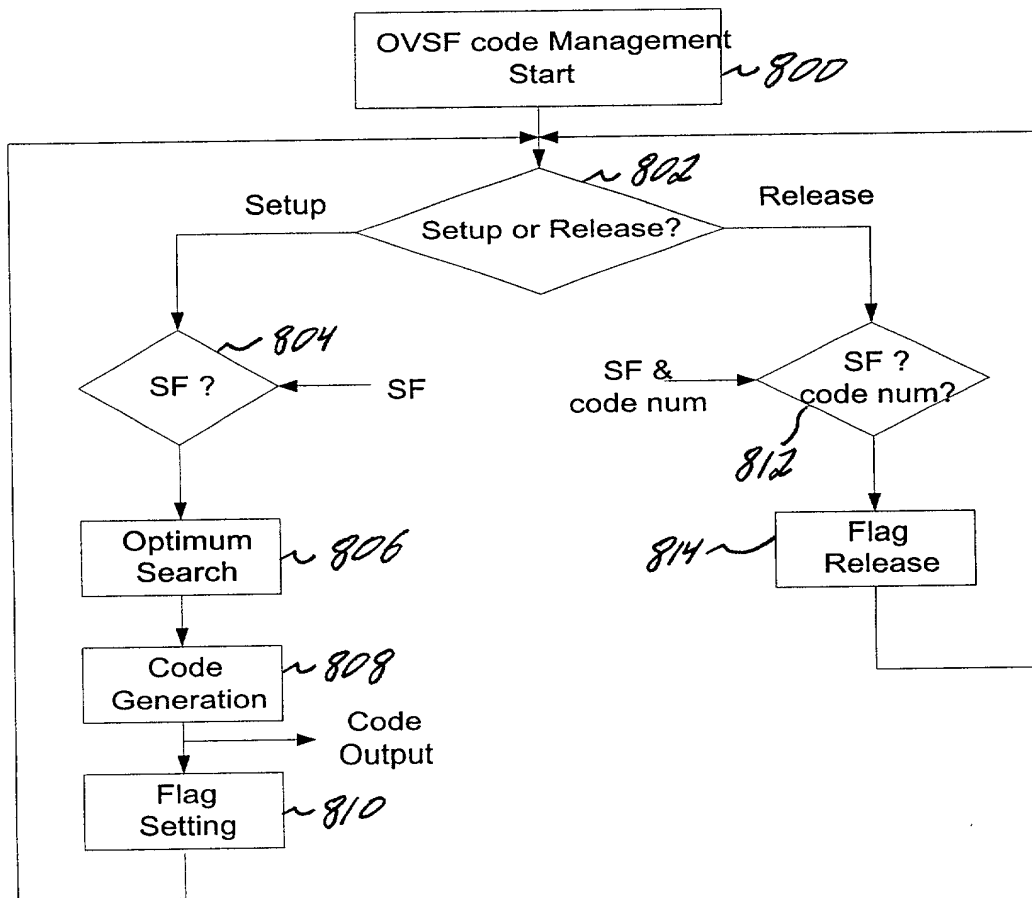 OVSF code Management
Start
800
802
Setup
Release
Setup or Release?
804
SF ?
SF
SF &
code num
SF ?
code num?
812
Optimum
Search
806
814
Flag
Release
Code
Generation
808
Code
Output
Flag
Setting
810